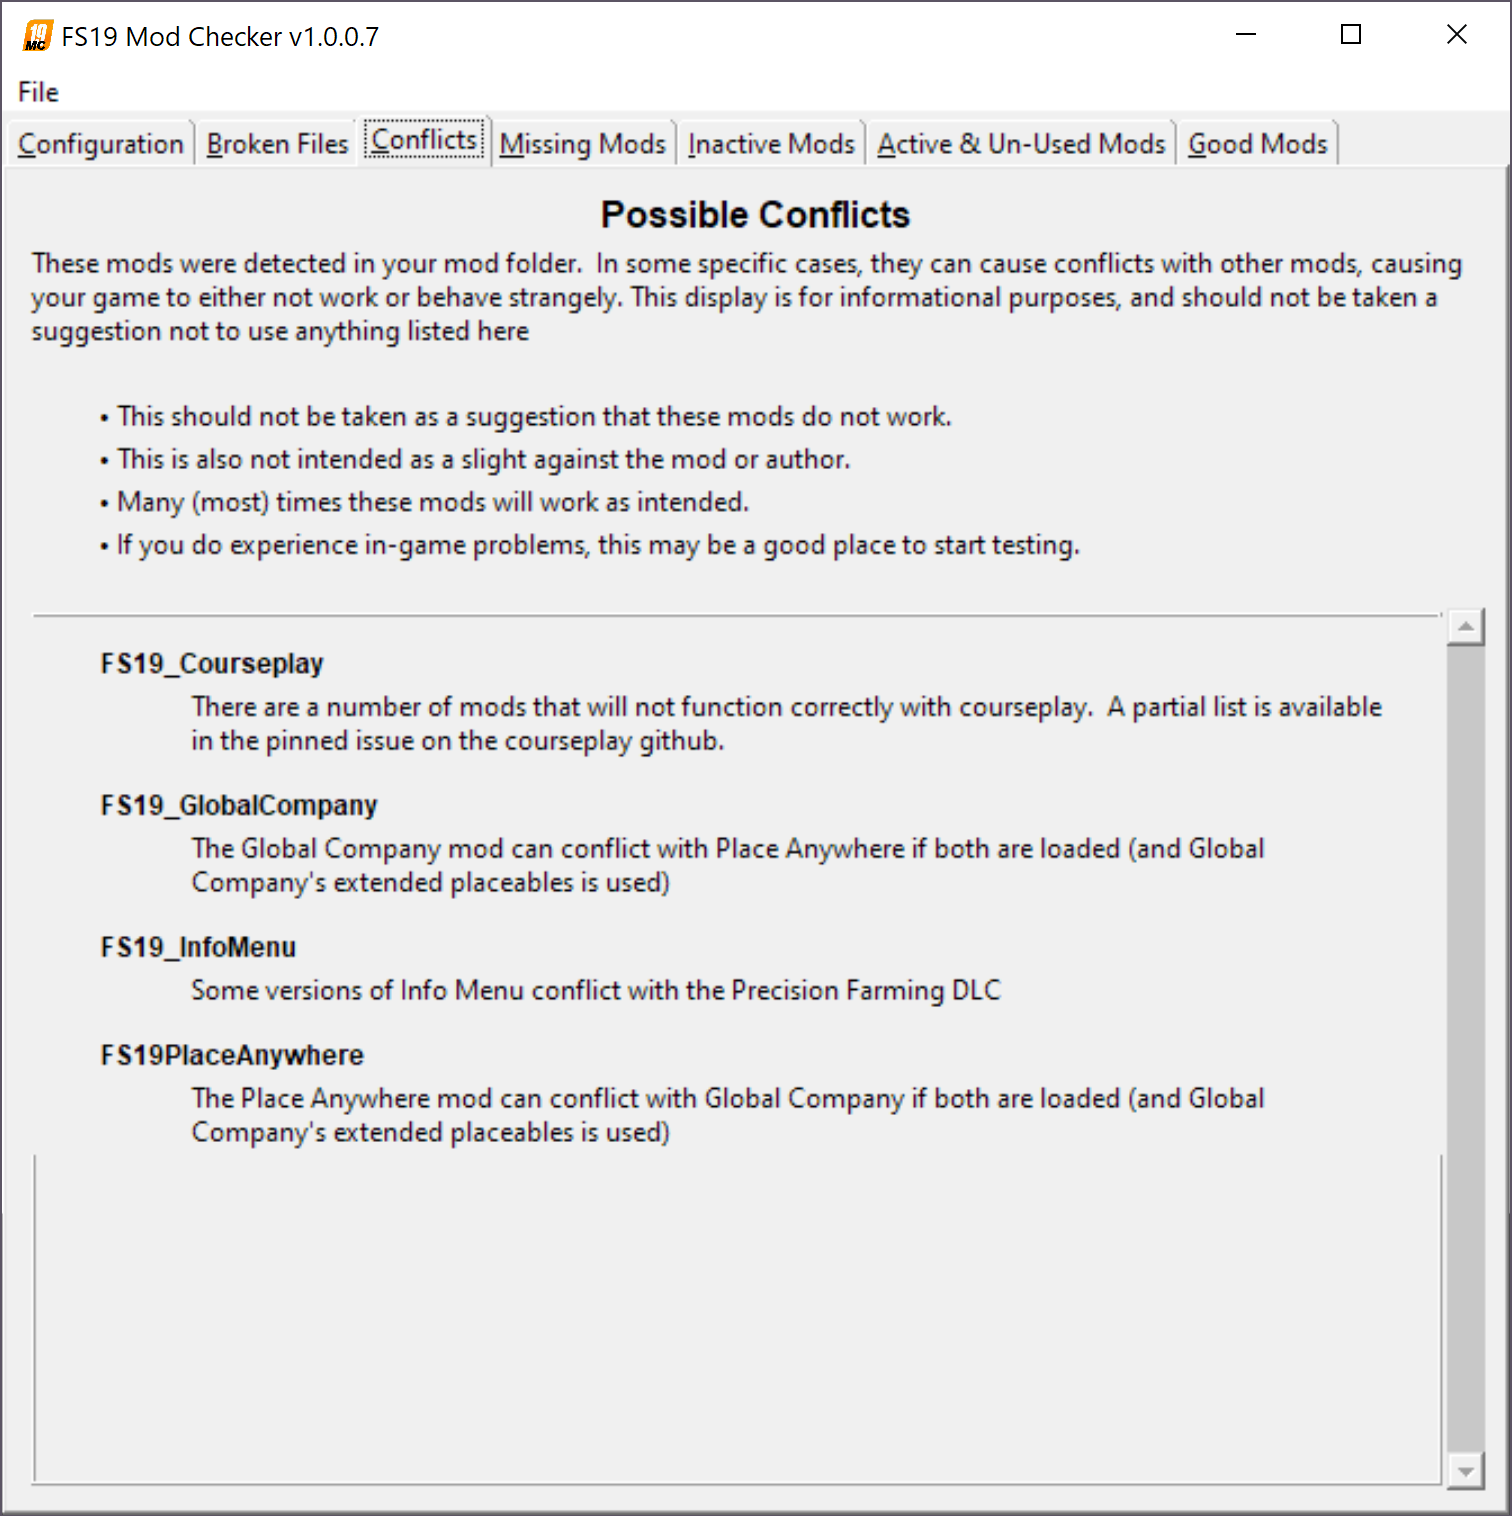 19
MC
FS19 Mod Checker v1.0.0.7
File
Configuration
Broken Files
Conflicts
Missing Mods
Inactive Mods
Active & Un-Used Mods
Good Mods
Possible Conflicts
These mods were detected in your mod folder.  In some specific cases, they can cause conflicts with other mods, causing
your game to either not work or behave strangely. This display is for informational purposes, and should not be taken a
suggestion not to use anything listed here
• This should not be taken as a suggestion that these mods do not work.
• This is also not intended as a slight against the mod or author.
• Many (most) times these mods will work as intended.
• If you do experience in-game problems, this may be a good place to start testing.
FS19_Courseplay
There are a number of mods that will not function correctly with courseplay.  A partial list is available
in the pinned issue on the courseplay github.
FS19_GlobalCompany
The Global Company mod can conflict with Place Anywhere if both are loaded (and Global
Company's extended placeables is used)
FS19_InfoMenu
Some versions of Info Menu conflict with the Precision Farming DLC
FS19PlaceAnywhere
The Place Anywhere mod can conflict with Global Company if both are loaded (and Global
Company's extended placeables is used)